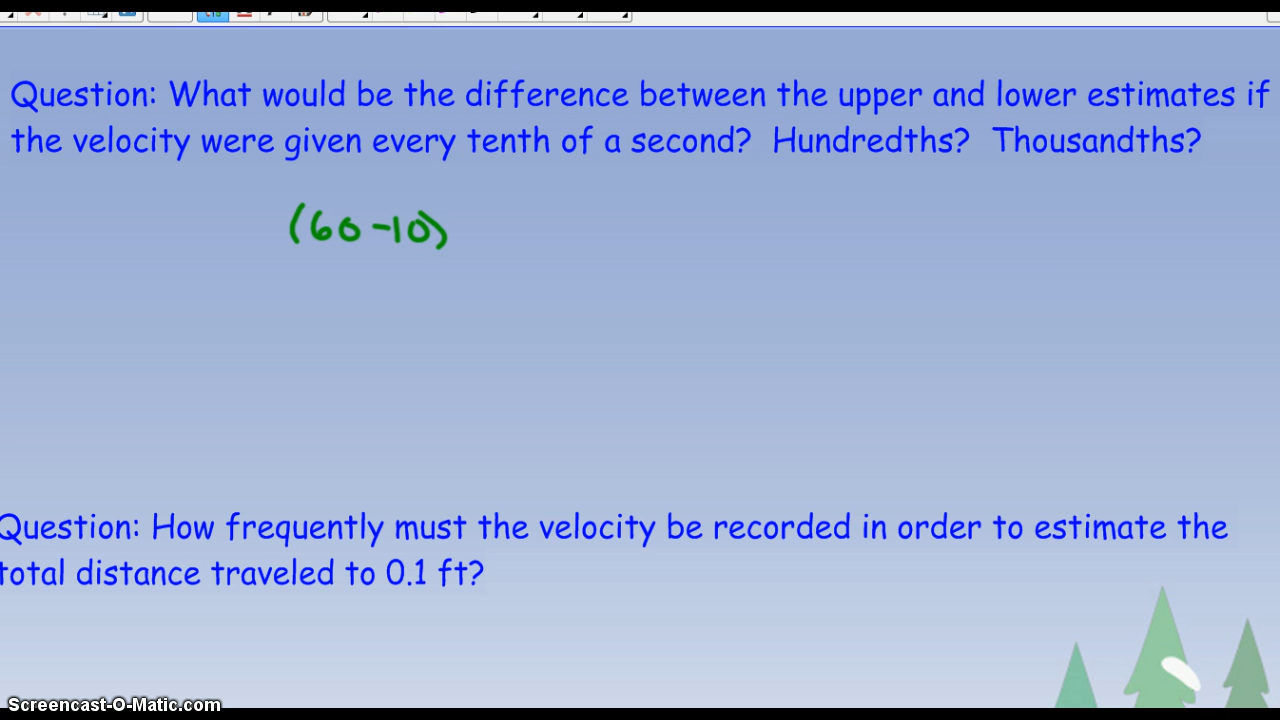 Question: What would be the difference between the upper and lower estimates if
the velocity were given every tenth of a second? Hundredths? Thousandths?
(60-10)
Question: How frequently must the velocity be recorded in order to estimate the
total distance traveled to 0.1 ft?
Screencast-O-Matic.com